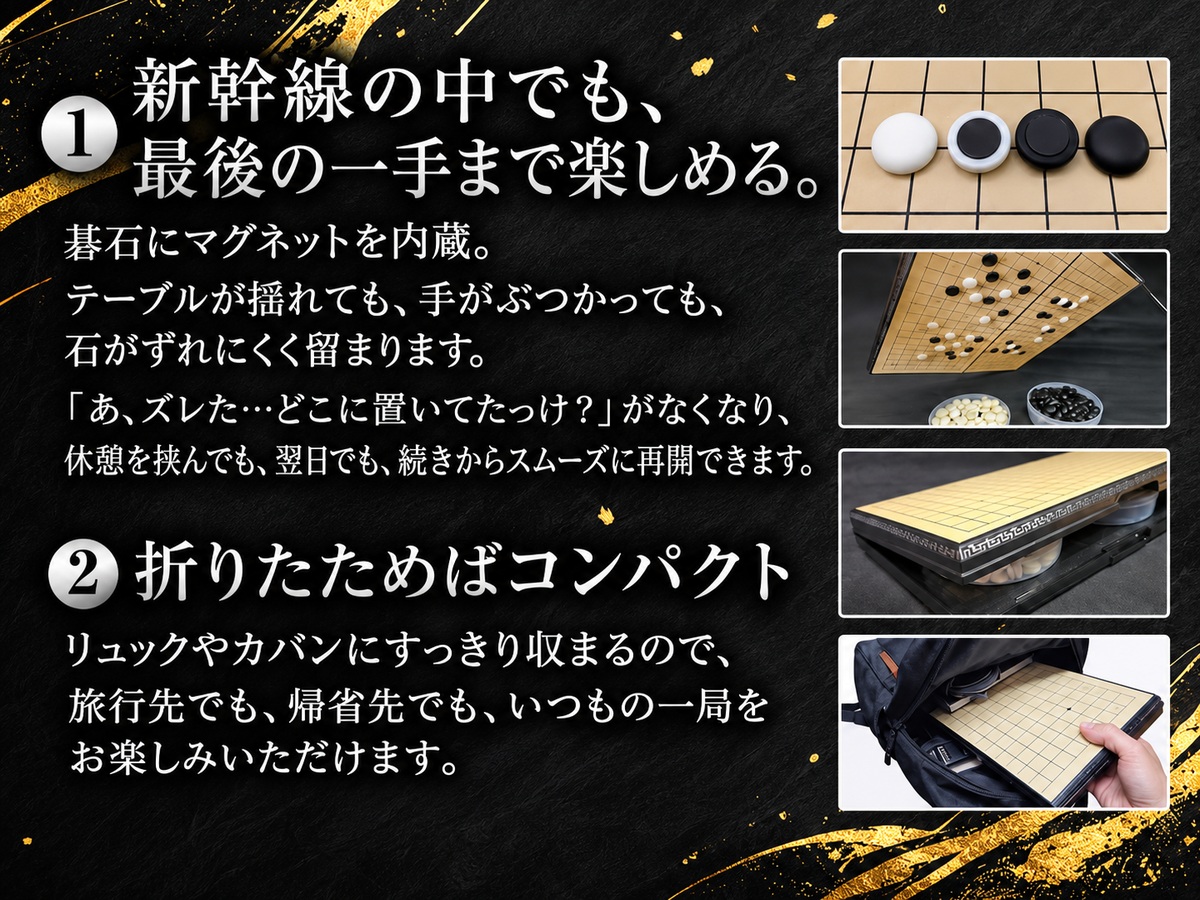 1
新幹線の中でも、
最後の一手まで楽しめる。
碁石にマグネットを内蔵。
テーブルが揺れても、手がぶつかっても、
石がずれにくく留まります。
「あ、ズレた…どこに置いてたっけ？」がなくなり、
休憩を挟んでも、翌日でも、続きからスムーズに再開できます。
2
折りたためばコンパクト
リュックやカバンにすっきり収まるので、
旅行先でも、帰省先でも、いつもの一局を
お楽しみいただけます。